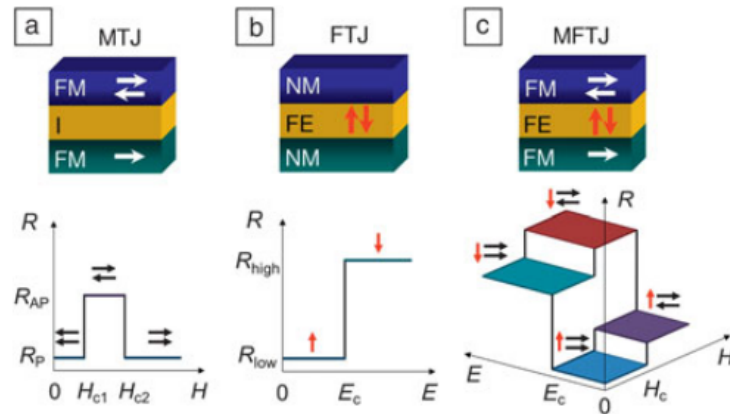 a MTJ
FM
I
FM
R
R_AP
R_P
0 H_c1 H_c2 H
b FTJ
NM
FE
NM
R
R_high
R_low
0 E_c E
c MFTJ
FM
FE
FM
R
E E_c 0 H_c H